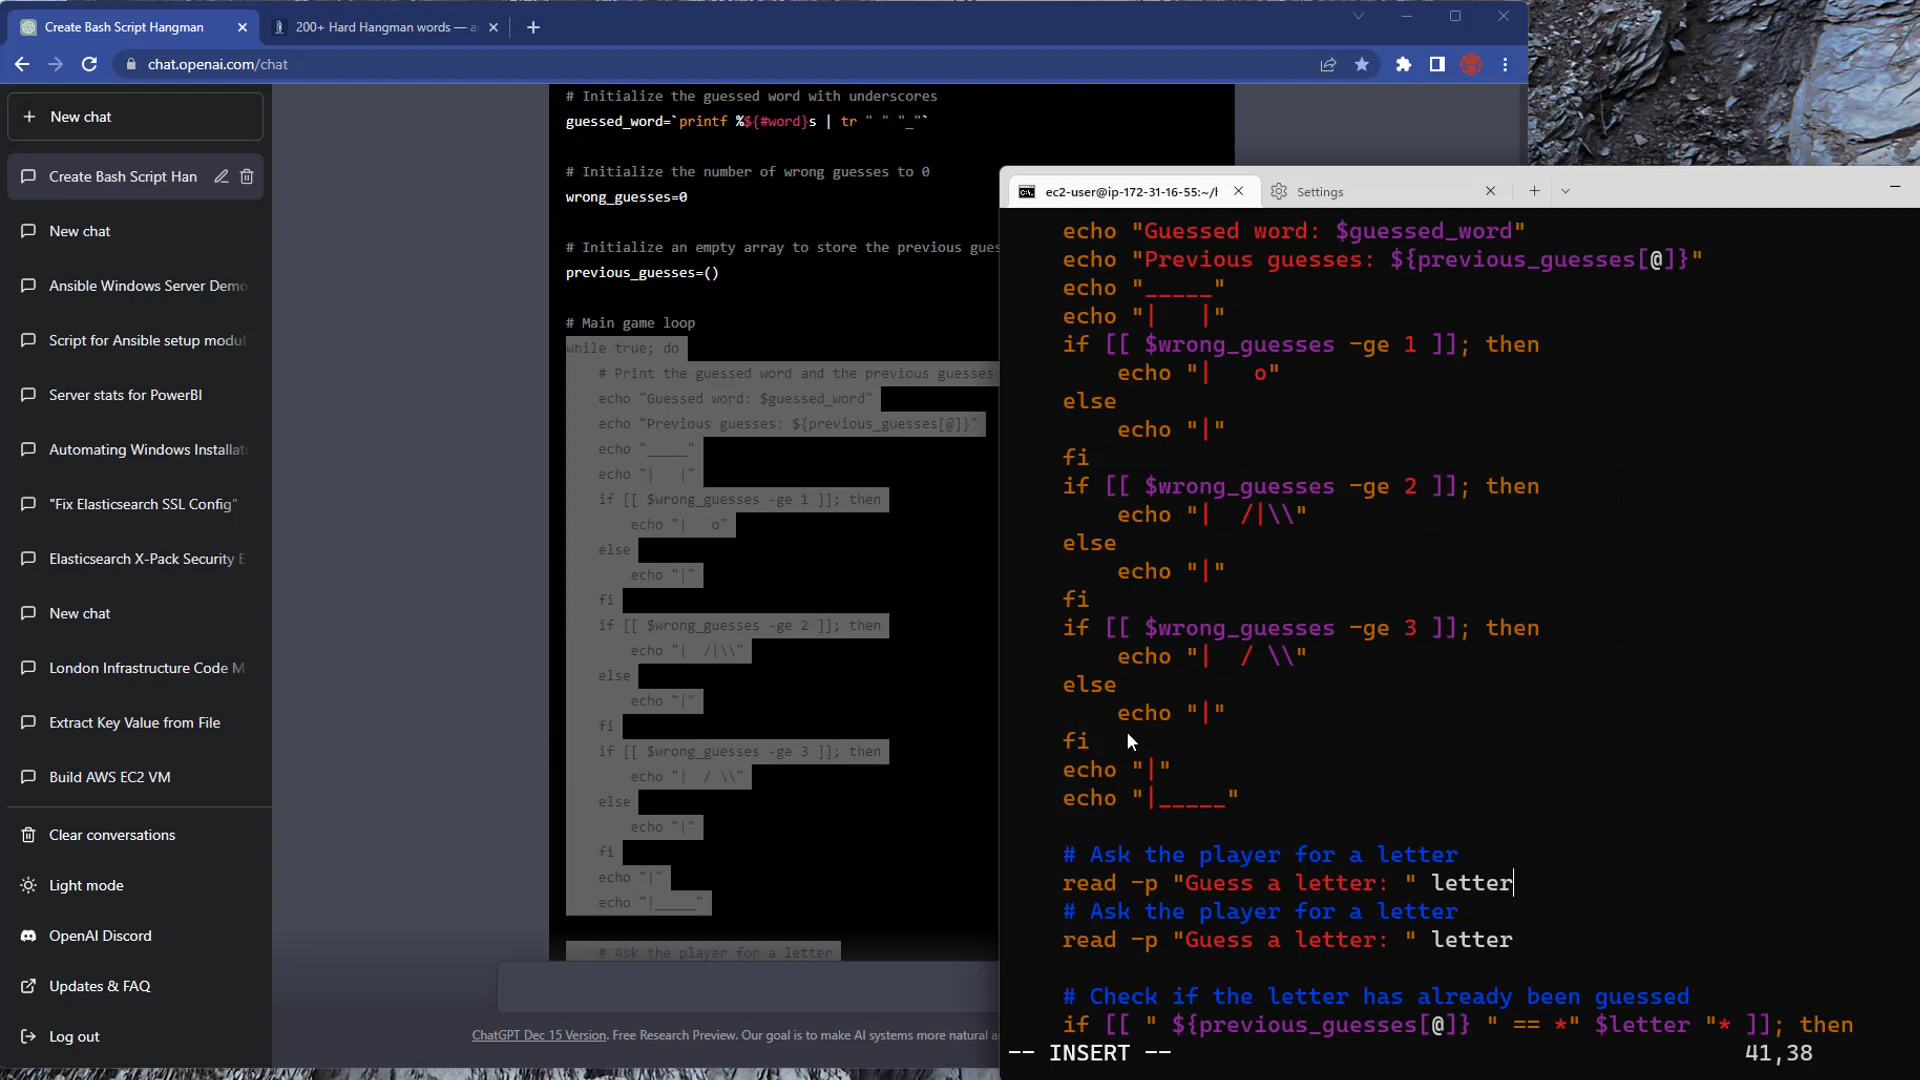 Create Bash Script Hangman
200+ Hard Hangman words — a
chat.openai.com/chat
New chat
Create Bash Script Han
New chat
Ansible Windows Server Demo
Script for Ansible setup modul
Server stats for PowerBI
Automating Windows Installat
"Fix Elasticsearch SSL Config"
Elasticsearch X-Pack Security E
New chat
London Infrastructure Code M
Extract Key Value from File
Build AWS EC2 VM
Clear conversations
Light mode
OpenAI Discord
Updates & FAQ
Log out
# Initialize the guessed word with underscores
guessed_word=`printf %${#word}s | tr " " "_"`
# Initialize the number of wrong guesses to 0
wrong_guesses=0
# Initialize an empty array to store the previous gues
previous_guesses=()
# Main game loop
while true; do
# Print the guessed word and the previous guesses
echo "Guessed word: $guessed_word"
echo "Previous guesses: ${previous_guesses[@]}"
echo "_____"
echo "|   |"
if [[ $wrong_guesses -ge 1 ]]; then
echo "|   o"
else
echo "|"
fi
if [[ $wrong_guesses -ge 2 ]]; then
echo "|  /|\\"
else
echo "|"
fi
if [[ $wrong_guesses -ge 3 ]]; then
echo "|  / \\"
else
echo "|"
fi
echo "|"
echo "|_____"
# Ask the player for a letter
ChatGPT Dec 15 Version. Free Research Preview. Our goal is to make AI systems more natural a
ec2-user@ip-172-31-16-55:~/h
Settings
echo "Guessed word: $guessed_word"
echo "Previous guesses: ${previous_guesses[@]}"
echo "_____"
echo "|   |"
if [[ $wrong_guesses -ge 1 ]]; then
echo "|   o"
else
echo "|"
fi
if [[ $wrong_guesses -ge 2 ]]; then
echo "|  /|\\"
else
echo "|"
fi
if [[ $wrong_guesses -ge 3 ]]; then
echo "|  / \\"
else
echo "|"
fi
echo "|"
echo "|_____"
# Ask the player for a letter
read -p "Guess a letter: " letter
# Ask the player for a letter
read -p "Guess a letter: " letter
# Check if the letter has already been guessed
if [[ " ${previous_guesses[@]} " == *" $letter "* ]]; then
-- INSERT --
41,38